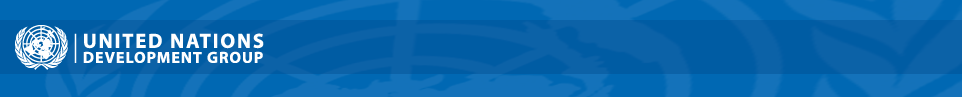 UNITED NATIONS
DEVELOPMENT GROUP